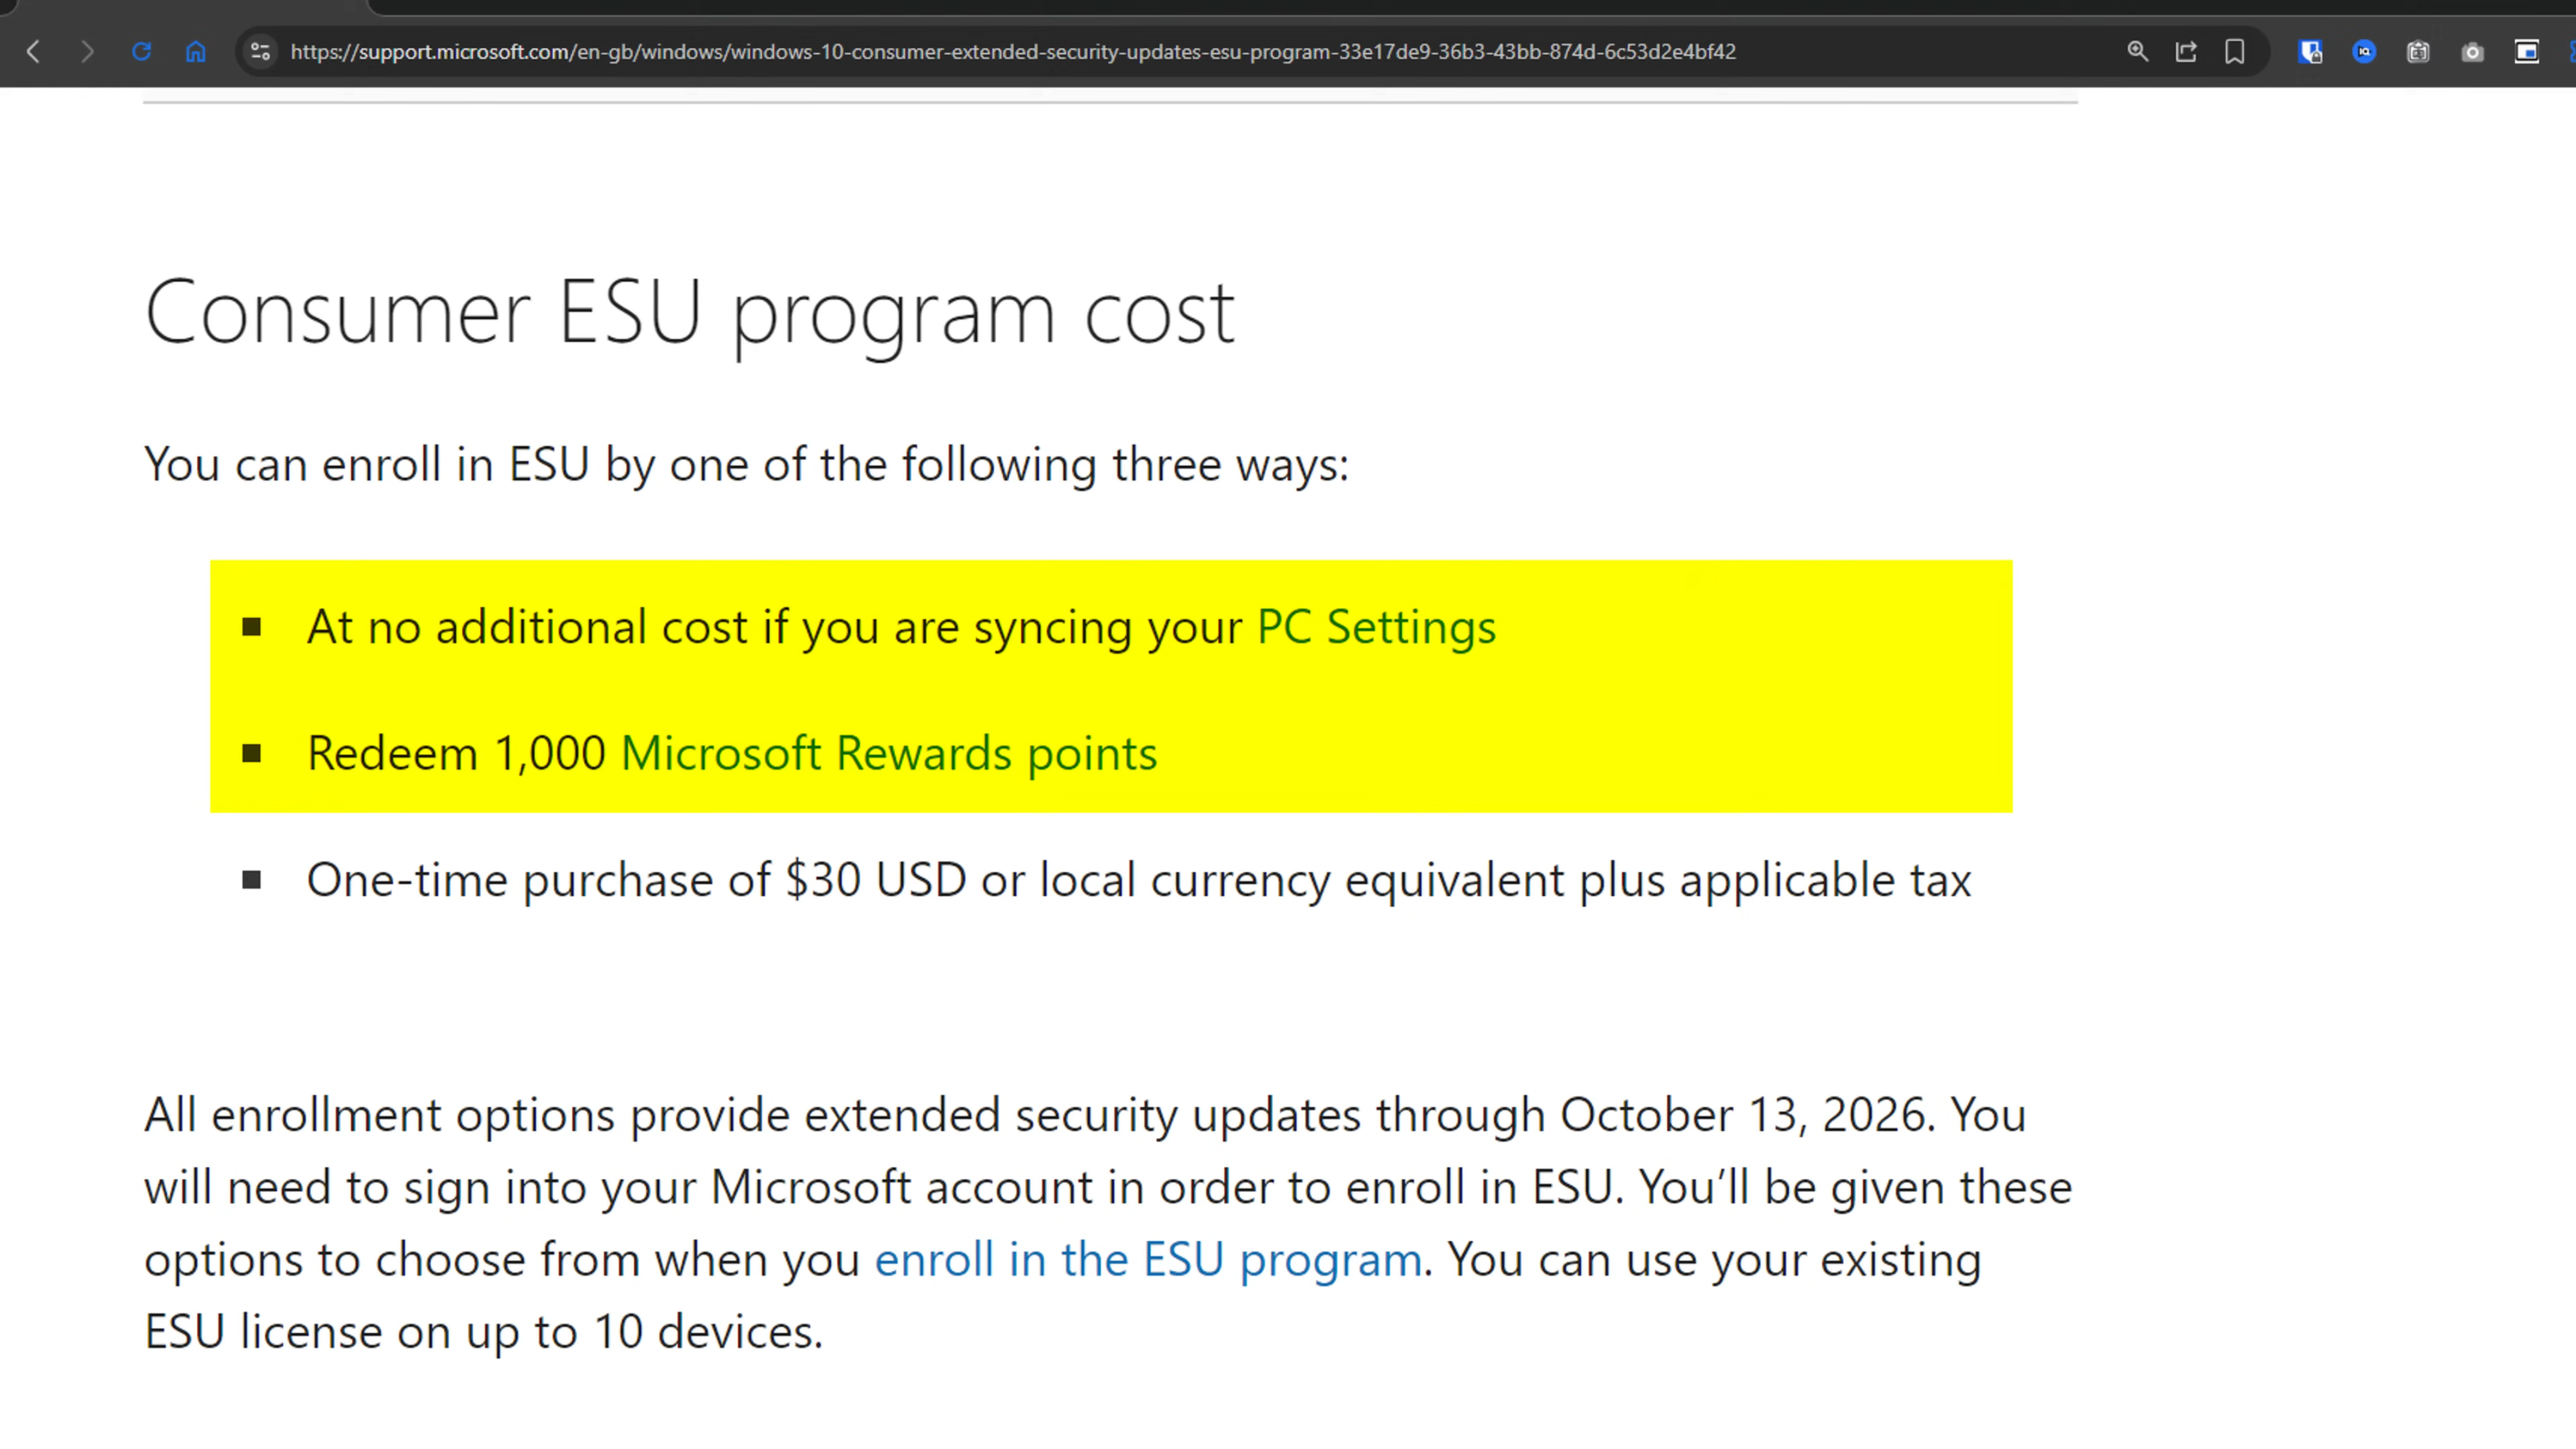 https://support.microsoft.com/en-gb/windows/windows-10-consumer-extended-security-updates-esu-program-33e17de9-36b3-43bb-874d-6c53d2e4bf42
Consumer ESU program cost
You can enroll in ESU by one of the following three ways:
At no additional cost if you are syncing your PC Settings
Redeem 1,000 Microsoft Rewards points
One-time purchase of $30 USD or local currency equivalent plus applicable tax
All enrollment options provide extended security updates through October 13, 2026. You
will need to sign into your Microsoft account in order to enroll in ESU. You’ll be given these
options to choose from when you enroll in the ESU program. You can use your existing
ESU license on up to 10 devices.